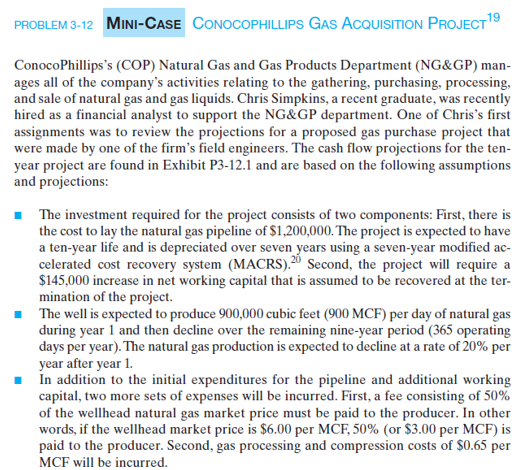 PROBLEM 3-12 MINI-CASE CONOCOPHILLIPS GAS ACQUISITION PROJECT19
ConocoPhillips's (COP) Natural Gas and Gas Products Department (NG&GP) man-
ages all of the company's activities relating to the gathering, purchasing, processing,
and sale of natural gas and gas liquids. Chris Simpkins, a recent graduate, was recently
hired as a financial analyst to support the NG&GP department. One of Chris's first
assignments was to review the projections for a proposed gas purchase project that
were made by one of the firm's field engineers. The cash flow projections for the ten-
year project are found in Exhibit P3-12.1 and are based on the following assumptions
and projections:
■ The investment required for the project consists of two components: First, there is
the cost to lay the natural gas pipeline of $1,200,000. The project is expected to have
a ten-year life and is depreciated over seven years using a seven-year modified ac-
celerated cost recovery system (MACRS).20 Second, the project will require a
$145,000 increase in net working capital that is assumed to be recovered at the ter-
mination of the project.
■ The well is expected to produce 900,000 cubic feet (900 MCF) per day of natural gas
during year 1 and then decline over the remaining nine-year period (365 operating
days per year). The natural gas production is expected to decline at a rate of 20% per
year after year 1.
■ In addition to the initial expenditures for the pipeline and additional working
capital, two more sets of expenses will be incurred. First, a fee consisting of 50%
of the wellhead natural gas market price must be paid to the producer. In other
words, if the wellhead market price is $6.00 per MCF, 50% (or $3.00 per MCF) is
paid to the producer. Second, gas processing and compression costs of $0.65 per
MCF will be incurred.